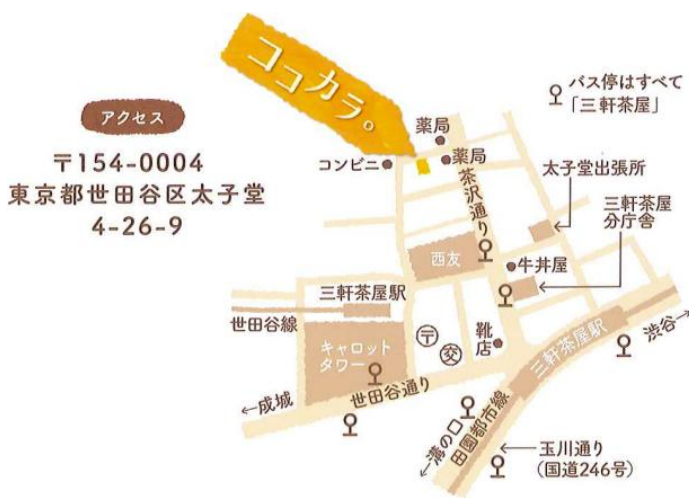 ココカラ。
バス停はすべて
「三軒茶屋」
アクセス
〒154-0004
東京都世田谷区太子堂
4-26-9
薬局
コンビニ
薬局
茶沢通り
太子堂出張所
三軒茶屋
分庁舎
西友
牛丼屋
三軒茶屋駅
世田谷線
キャロット
タワー
〒
交
靴店
三軒茶屋駅
渋谷→
世田谷通り
←成城
←溝の口
田園都市線
玉川通り
(国道246号)